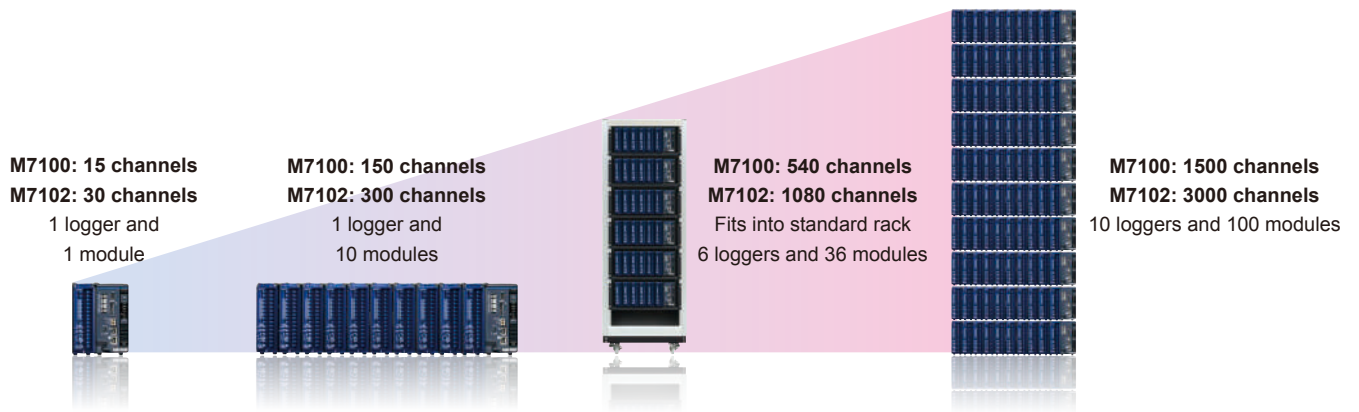 M7100: 15 channels
M7102: 30 channels
1 logger and
1 module
M7100: 150 channels
M7102: 300 channels
1 logger and
10 modules
M7100: 540 channels
M7102: 1080 channels
Fits into standard rack
6 loggers and 36 modules
M7100: 1500 channels
M7102: 3000 channels
10 loggers and 100 modules